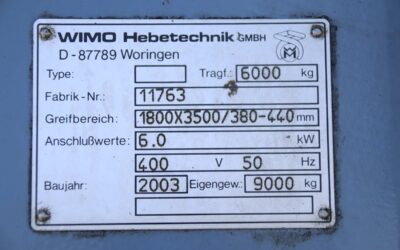 WIMO Hebetechnik GMBH
D-87789 Woringen
Type: Tragf.: 6000 kg
Fabrik-Nr.: 11763
Greifbereich: 1800X3500/380-440 mm
Anschlußwerte: 6.0 kW
400 V 50 Hz
Baujahr: 2003 Eigengew.: 9000 kg